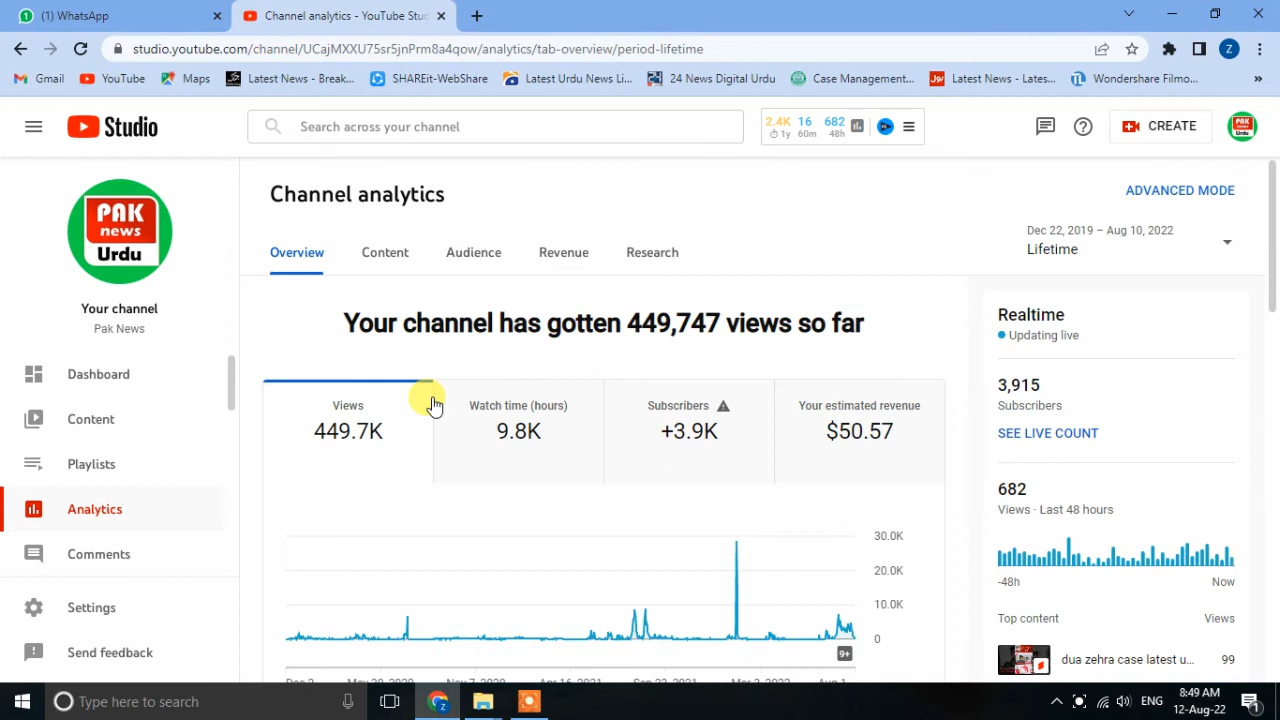 (1) WhatsApp
Channel analytics - YouTube Stu
studio.youtube.com/channel/UCajMXXU75sr5jnPrm8a4qow/analytics/tab-overview/period-lifetime
Z
Gmail
YouTube
Maps
Latest News - Break...
SHAREit-WebShare
Latest Urdu News Li...
24 News Digital Urdu
Case Management...
Latest News - Lates...
Wondershare Filmo...
»
Studio
Search across your channel
2.4K 16 682
1y 60m 48h
CREATE
PAK
news
Urdu
Your channel
Pak News
Dashboard
Content
Playlists
Analytics
Comments
Settings
Send feedback
Channel analytics
ADVANCED MODE
Overview
Content
Audience
Revenue
Research
Dec 22, 2019 – Aug 10, 2022
Lifetime
Your channel has gotten 449,747 views so far
Views
449.7K
Watch time (hours)
9.8K
Subscribers
+3.9K
Your estimated revenue
$50.57
30.0K
20.0K
10.0K
0
9+
Realtime
Updating live
3,915
Subscribers
SEE LIVE COUNT
682
Views · Last 48 hours
-48h
Now
Top content
Views
dua zehra case latest u...
99
Type here to search
ENG
8:49 AM
12-Aug-22
1